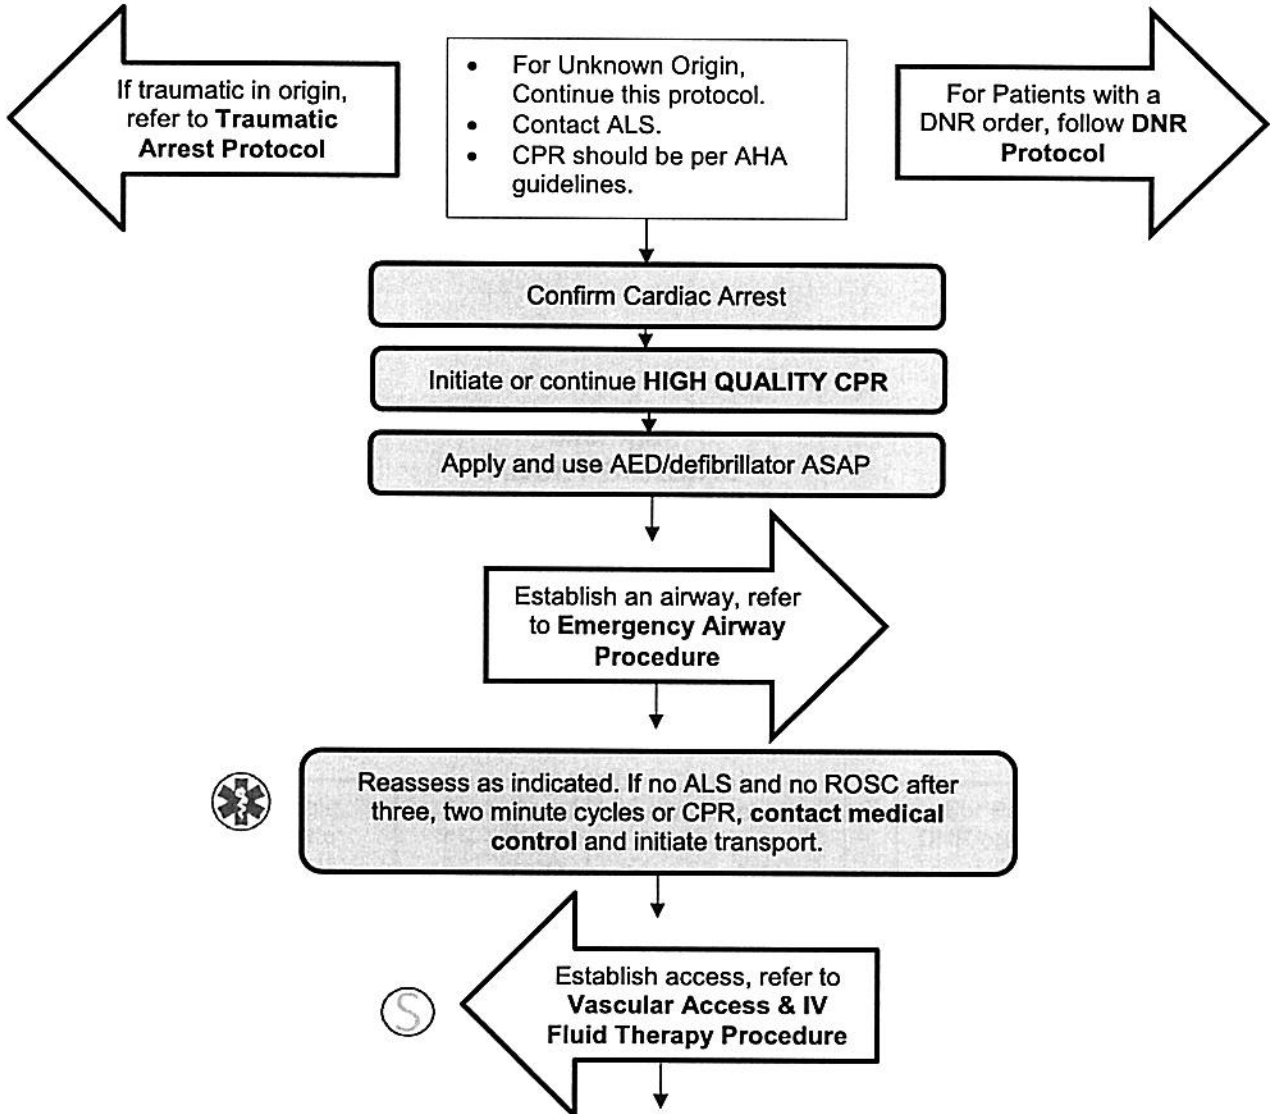 If traumatic in origin,
refer to Traumatic
Arrest Protocol
• For Unknown Origin,
Continue this protocol.
• Contact ALS.
• CPR should be per AHA
guidelines.
For Patients with a
DNR order, follow DNR
Protocol
Confirm Cardiac Arrest
Initiate or continue HIGH QUALITY CPR
Apply and use AED/defibrillator ASAP
Establish an airway, refer
to Emergency Airway
Procedure
Reassess as indicated. If no ALS and no ROSC after
three, two minute cycles or CPR, contact medical
control and initiate transport.
S
Establish access, refer to
Vascular Access & IV
Fluid Therapy Procedure